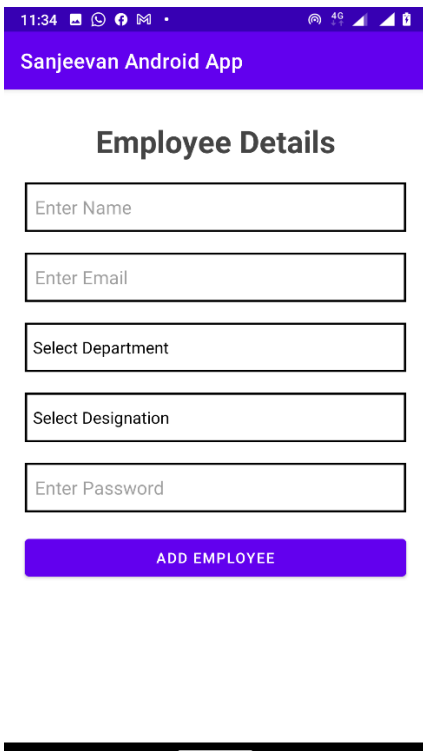 11:34
4G
Sanjeevan Android App
Employee Details
Enter Name
Enter Email
Select Department
Select Designation
Enter Password
ADD EMPLOYEE